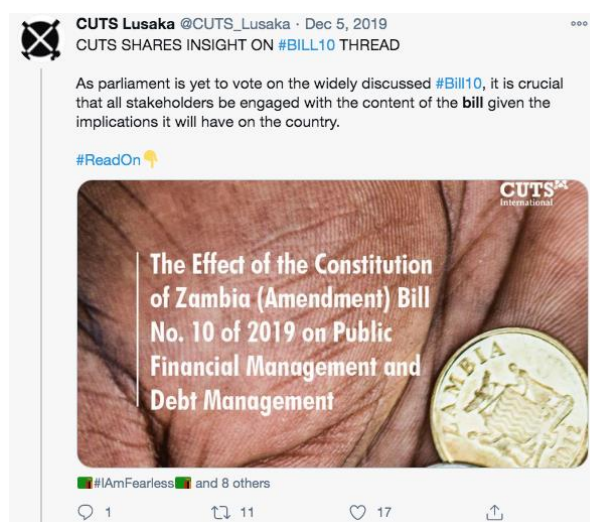 CUTS Lusaka @CUTS_Lusaka · Dec 5, 2019
CUTS SHARES INSIGHT ON #BILL10 THREAD
As parliament is yet to vote on the widely discussed #Bill10, it is crucial
that all stakeholders be engaged with the content of the bill given the
implications it will have on the country.
#ReadOn👇
CUTS
International
The Effect of the Constitution
of Zambia (Amendment) Bill
No. 10 of 2019 on Public
Financial Management and
Debt Management
ZAMBIA
#IAmFearless and 8 others
1 11 17